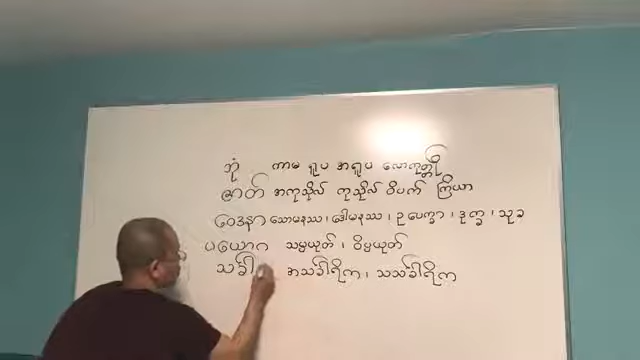 ဘုံ ကာမ ရူပ အရူပ လောကုတ္တို
ဇာတ် အကုသိုလ် ကုသိုလ် ဝိပါက် ကြိယာ
ဝေဒနာ သောမနဿ၊ ဒေါမနဿ၊ ဥပေက္ခာ၊ ဒုက္ခ၊ သုခ
ပယောဂ သမ္ပယုတ်၊ ဝိပ္ပယုတ်
သင်္ခါ အသင်္ခါရိက၊ သသင်္ခါရိက